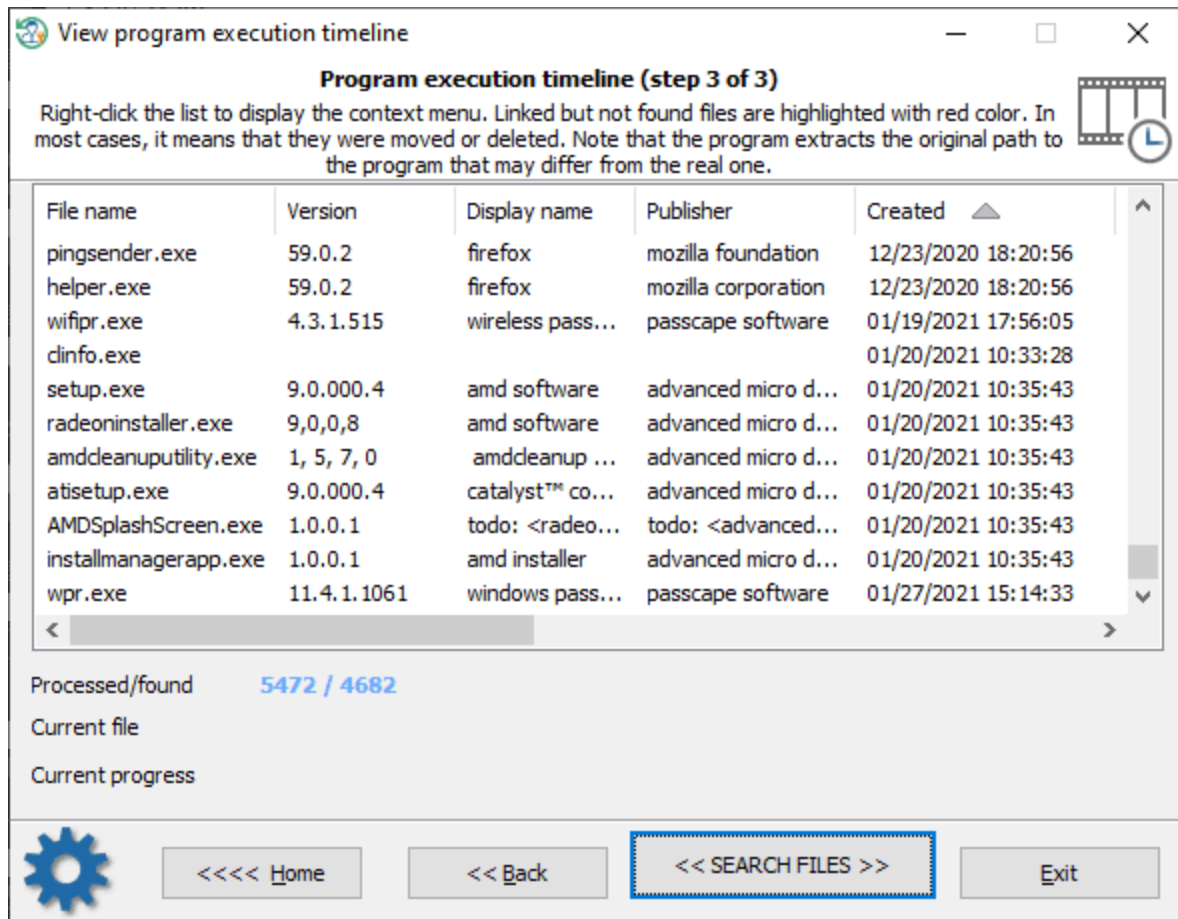 View program execution timeline
Program execution timeline (step 3 of 3)
Right-click the list to display the context menu. Linked but not found files are highlighted with red color. In
most cases, it means that they were moved or deleted. Note that the program extracts the original path to
the program that may differ from the real one.
File name Version Display name Publisher Created
pingsender.exe 59.0.2 firefox mozilla foundation 12/23/2020 18:20:56
helper.exe 59.0.2 firefox mozilla corporation 12/23/2020 18:20:56
wifipr.exe 4.3.1.515 wireless pass... passcape software 01/19/2021 17:56:05
clinfo.exe 01/20/2021 10:33:28
setup.exe 9.0.000.4 amd software advanced micro d... 01/20/2021 10:35:43
radeoninstaller.exe 9,0,0,8 amd software advanced micro d... 01/20/2021 10:35:43
amdcleanuputility.exe 1, 5, 7, 0 amdcleanup ... advanced micro d... 01/20/2021 10:35:43
atisetup.exe 9.0.000.4 catalyst™ co... advanced micro d... 01/20/2021 10:35:43
AMDSplashScreen.exe 1.0.0.1 todo: <radeo... todo: <advanced... 01/20/2021 10:35:43
installmanagerapp.exe 1.0.0.1 amd installer advanced micro d... 01/20/2021 10:35:43
wpr.exe 11.4.1.1061 windows pass... passcape software 01/27/2021 15:14:33
Processed/found 5472 / 4682
Current file
Current progress
<<<< Home << Back << SEARCH FILES >> Exit